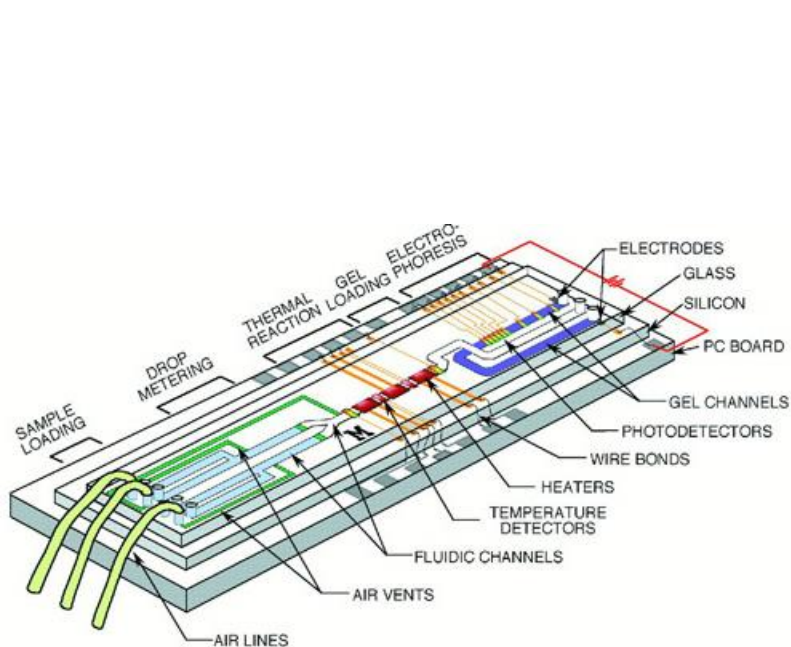 SAMPLE
LOADING
DROP
METERING
THERMAL
REACTION
GEL
LOADING
ELECTRO-
PHORESIS
ELECTRODES
GLASS
SILICON
PC BOARD
GEL CHANNELS
PHOTODETECTORS
WIRE BONDS
HEATERS
TEMPERATURE
DETECTORS
FLUIDIC CHANNELS
AIR VENTS
AIR LINES